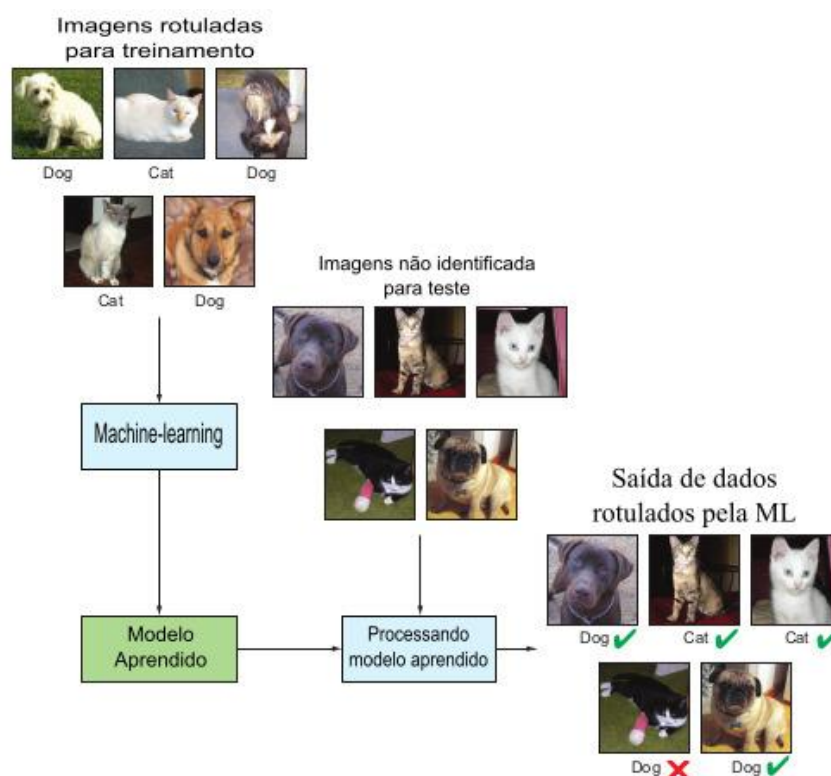 Imagens rotuladas
para treinamento
Dog
Cat
Dog
Cat
Dog
Imagens não identificada
para teste
Machine-learning
Modelo
Aprendido
Processando
modelo aprendido
Saída de dados
rotulados pela ML
Dog
Cat
Cat
Dog
Dog